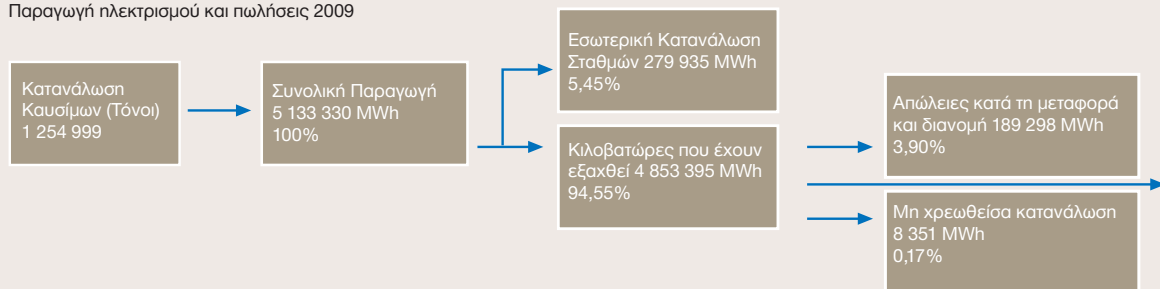 Παραγωγή ηλεκτρισμού και πωλήσεις 2009
Κατανάλωση
Καυσίμων (Τόνοι)
1 254 999
Συνολική Παραγωγή
5 133 330 MWh
100%
Εσωτερική Κατανάλωση
Σταθμών 279 935 MWh
5,45%
Κιλοβατώρες που έχουν
εξαχθεί 4 853 395 MWh
94,55%
Απώλειες κατά τη μεταφορά
και διανομή 189 298 MWh
3,90%
Μη χρεωθείσα κατανάλωση
8 351 MWh
0,17%